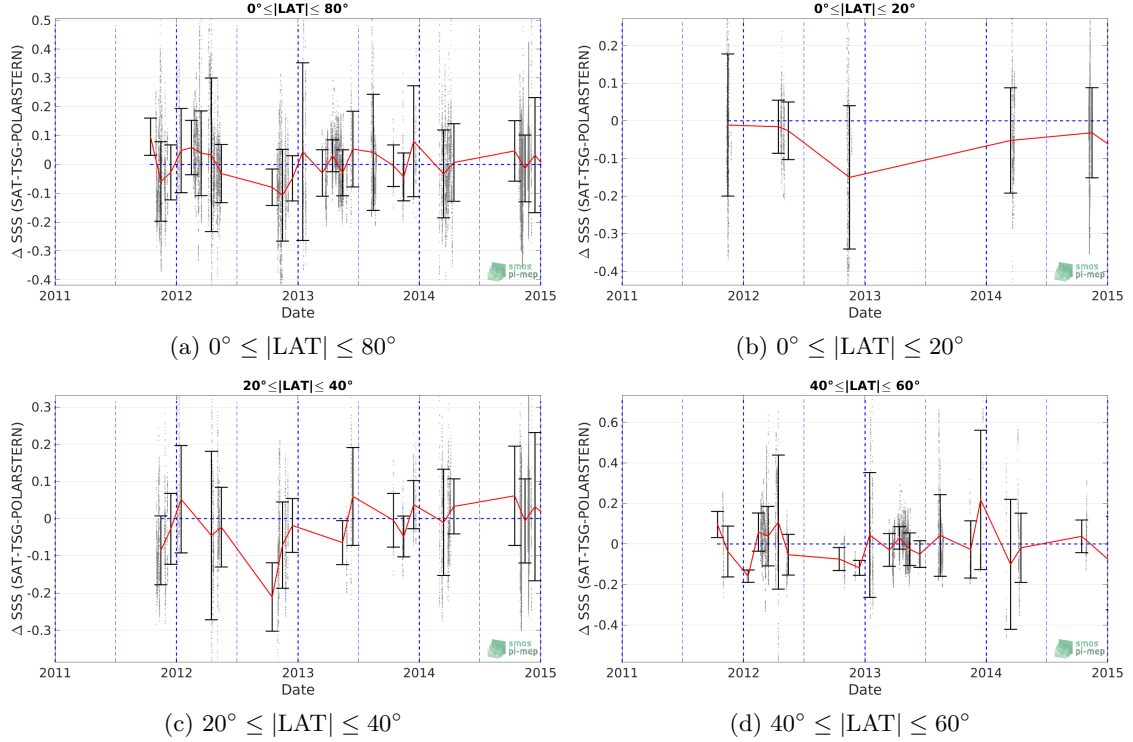 0°≤|LAT|≤ 80°
Δ SSS (SAT-TSG-POLARSTERN)
0.5
0.4
0.3
0.2
0.1
0
-0.1
-0.2
-0.3
-0.4
2011
2012
2013
2014
2015
Date
smos
pi-mep
(a) 0° ≤ |LAT| ≤ 80°
0°≤|LAT|≤ 20°
Δ SSS (SAT-TSG-POLARSTERN)
0.2
0.1
0
-0.1
-0.2
-0.3
-0.4
2011
2012
2013
2014
2015
Date
smos
pi-mep
(b) 0° ≤ |LAT| ≤ 20°
20°≤|LAT|≤ 40°
Δ SSS (SAT-TSG-POLARSTERN)
0.3
0.2
0.1
0
-0.1
-0.2
-0.3
2011
2012
2013
2014
2015
Date
smos
pi-mep
(c) 20° ≤ |LAT| ≤ 40°
40°≤|LAT|≤ 60°
Δ SSS (SAT-TSG-POLARSTERN)
0.6
0.4
0.2
0
-0.2
-0.4
2011
2012
2013
2014
2015
Date
smos
pi-mep
(d) 40° ≤ |LAT| ≤ 60°